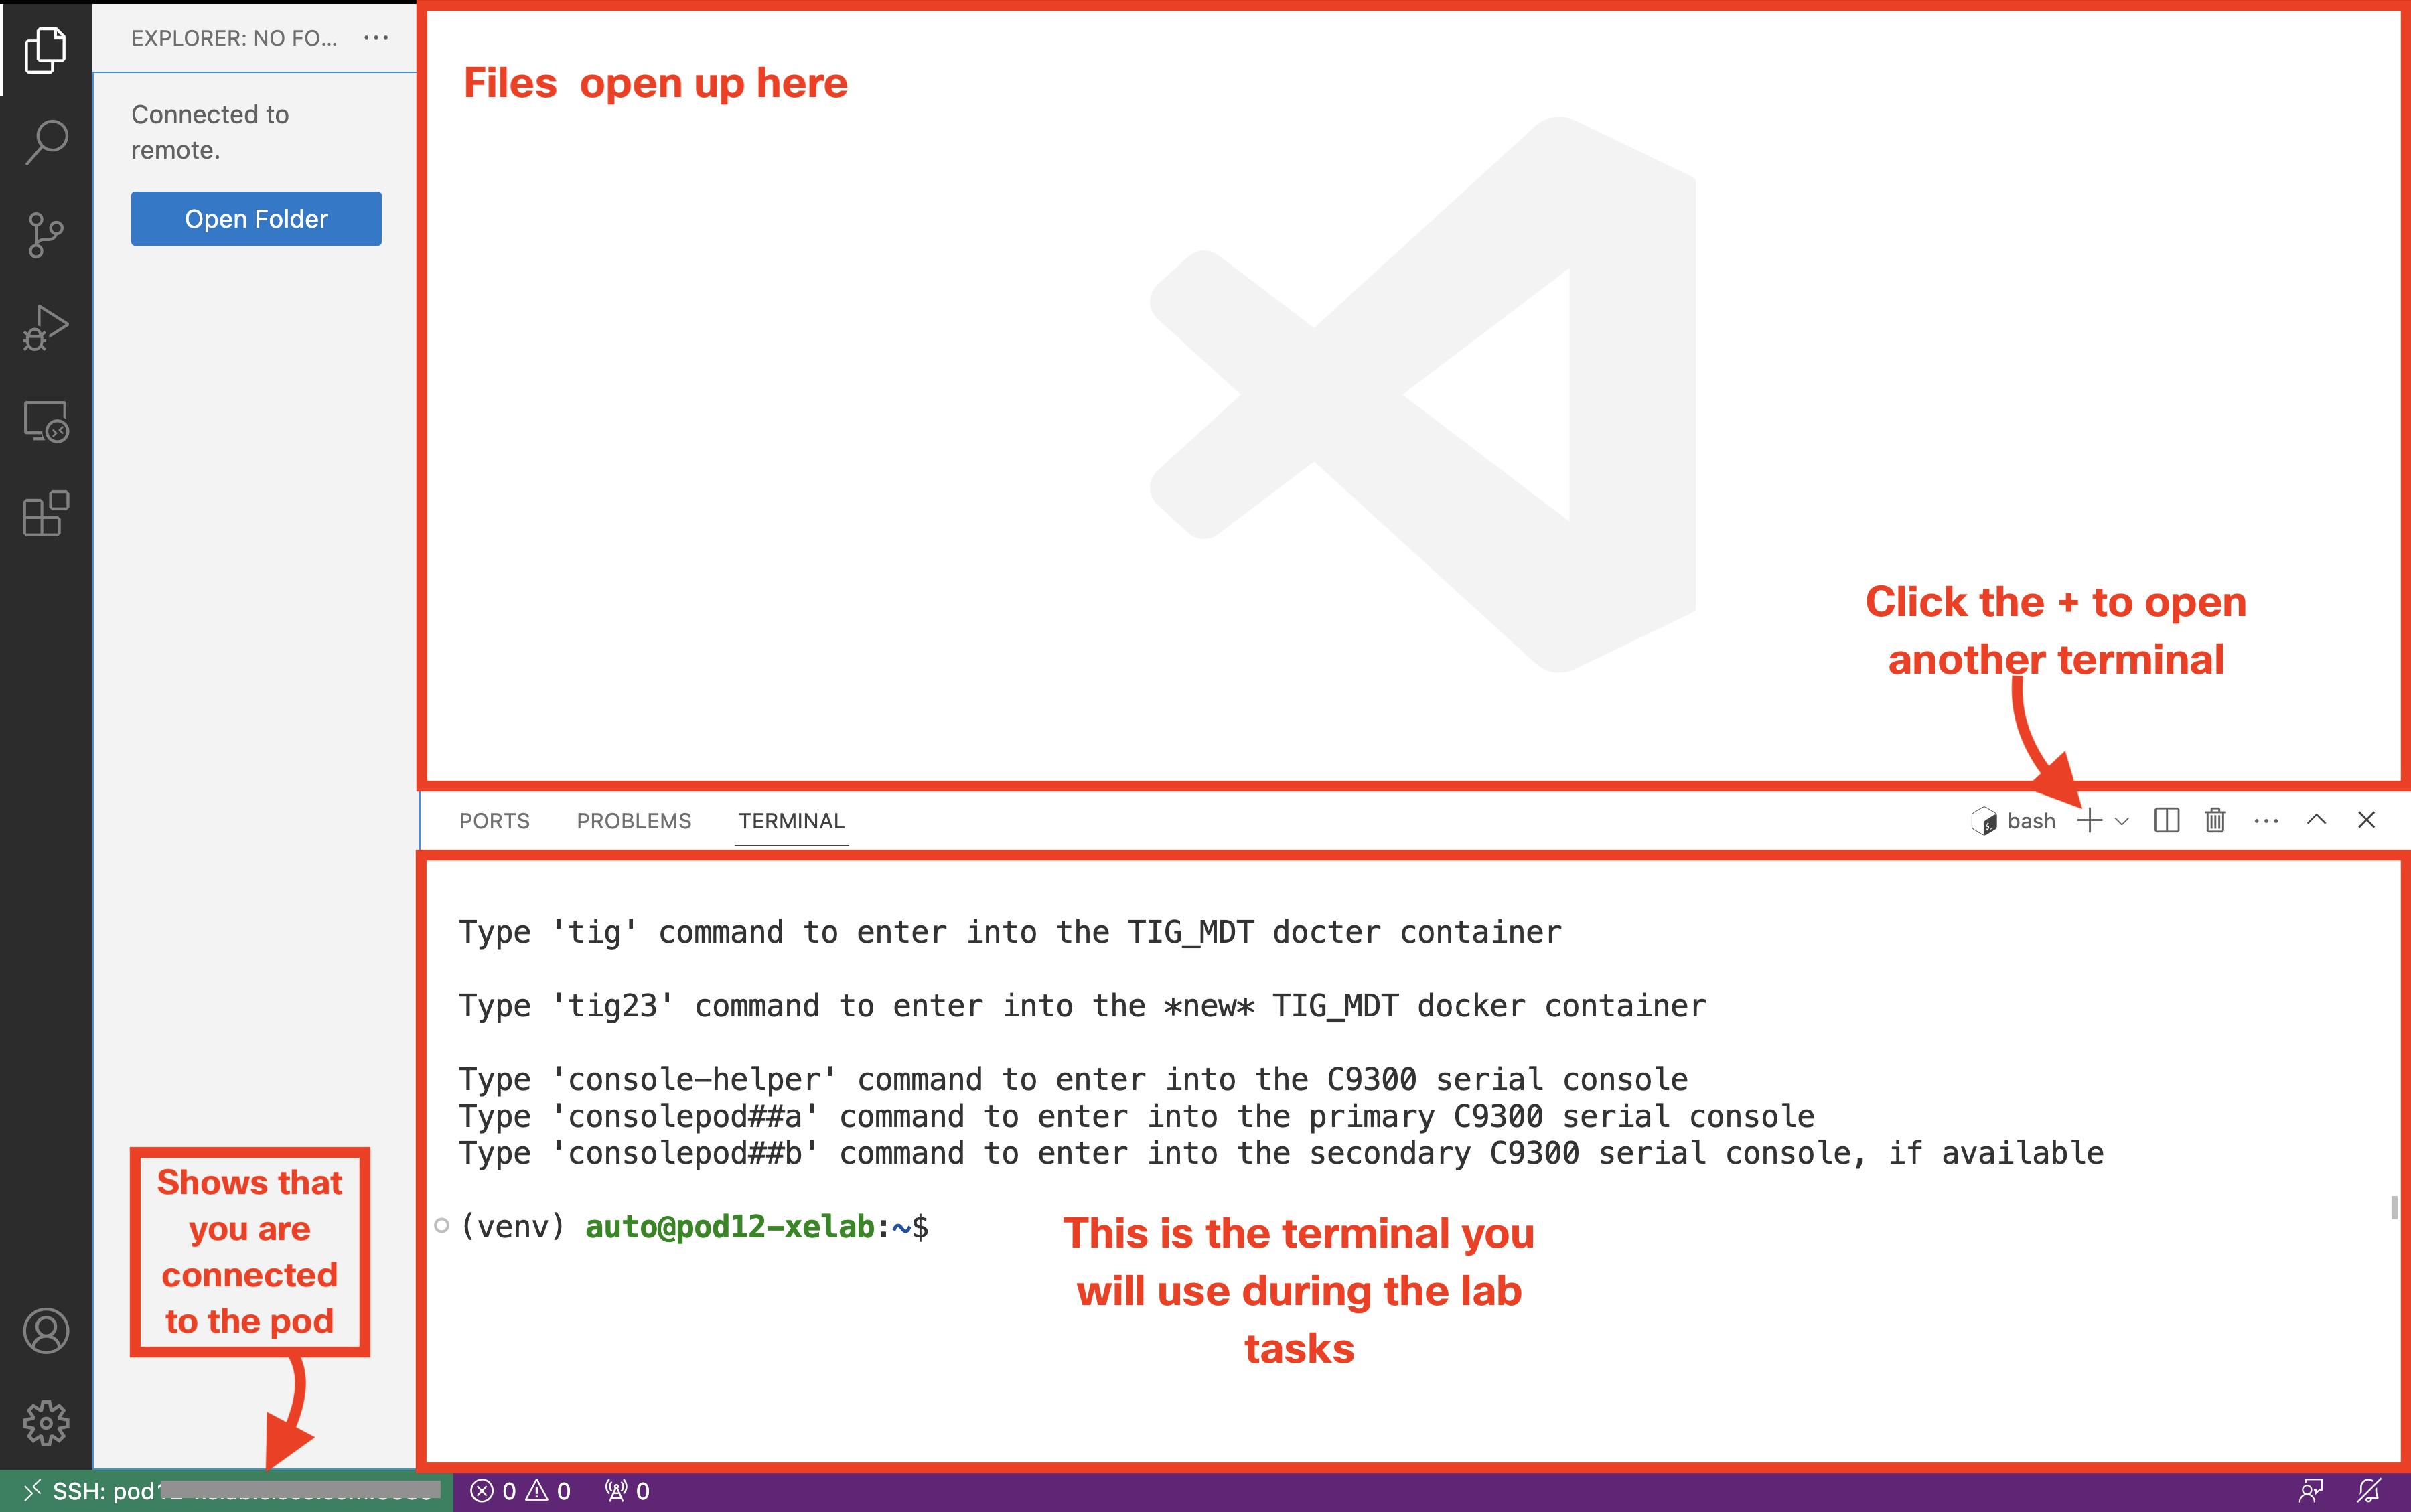 EXPLORER: NO FO...
Connected to
remote.
Open Folder
Files  open up here
Click the + to open
another terminal
PORTS PROBLEMS TERMINAL
bash
Type 'tig' command to enter into the TIG_MDT docter container
Type 'tig23' command to enter into the *new* TIG_MDT docker container
Type 'console-helper' command to enter into the C9300 serial console
Type 'consolepod##a' command to enter into the primary C9300 serial console
Type 'consolepod##b' command to enter into the secondary C9300 serial console, if available
(venv) auto@pod12-xelab:~$
This is the terminal you
will use during the lab
tasks
Shows that
you are
connected
to the pod
SSH: pod
0 0 0